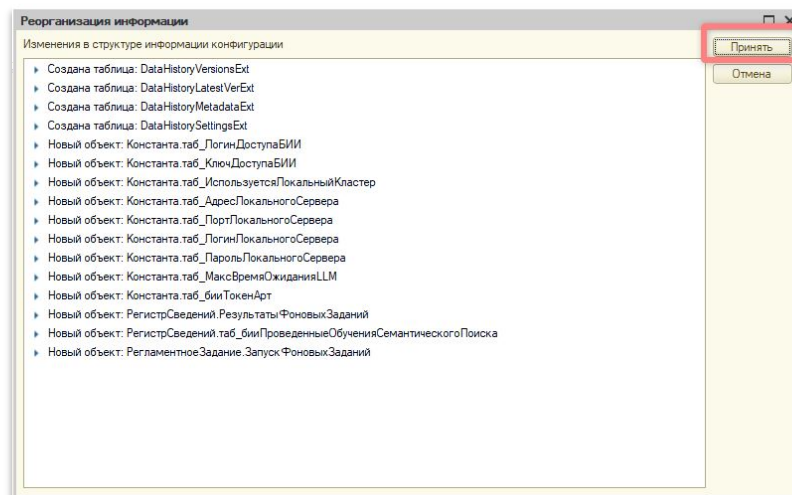 Реорганизация информации
Изменения в структуре информации конфигурации
Принять
Отмена
Создана таблица: DataHistoryVersionsExt
Создана таблица: DataHistoryLatestVerExt
Создана таблица: DataHistoryMetadataExt
Создана таблица: DataHistorySettingsExt
Новый объект: Константа.таб_ЛогинДоступаБИИ
Новый объект: Константа.таб_КлючДоступаБИИ
Новый объект: Константа.таб_ИспользуетсяЛокальныйКластер
Новый объект: Константа.таб_АдресЛокальногоСервера
Новый объект: Константа.таб_ПортЛокальногоСервера
Новый объект: Константа.таб_ЛогинЛокальногоСервера
Новый объект: Константа.таб_ПарольЛокальногоСервера
Новый объект: Константа.таб_МаксВремяОжиданияLLM
Новый объект: Константа.таб_бииТокенАрт
Новый объект: РегистрСведений.РезультатыФоновыхЗаданий
Новый объект: РегистрСведений.таб_бииПроведенныеОбученияСемантическогоПоиска
Новый объект: РегламентноеЗадание.ЗапускФоновыхЗаданий